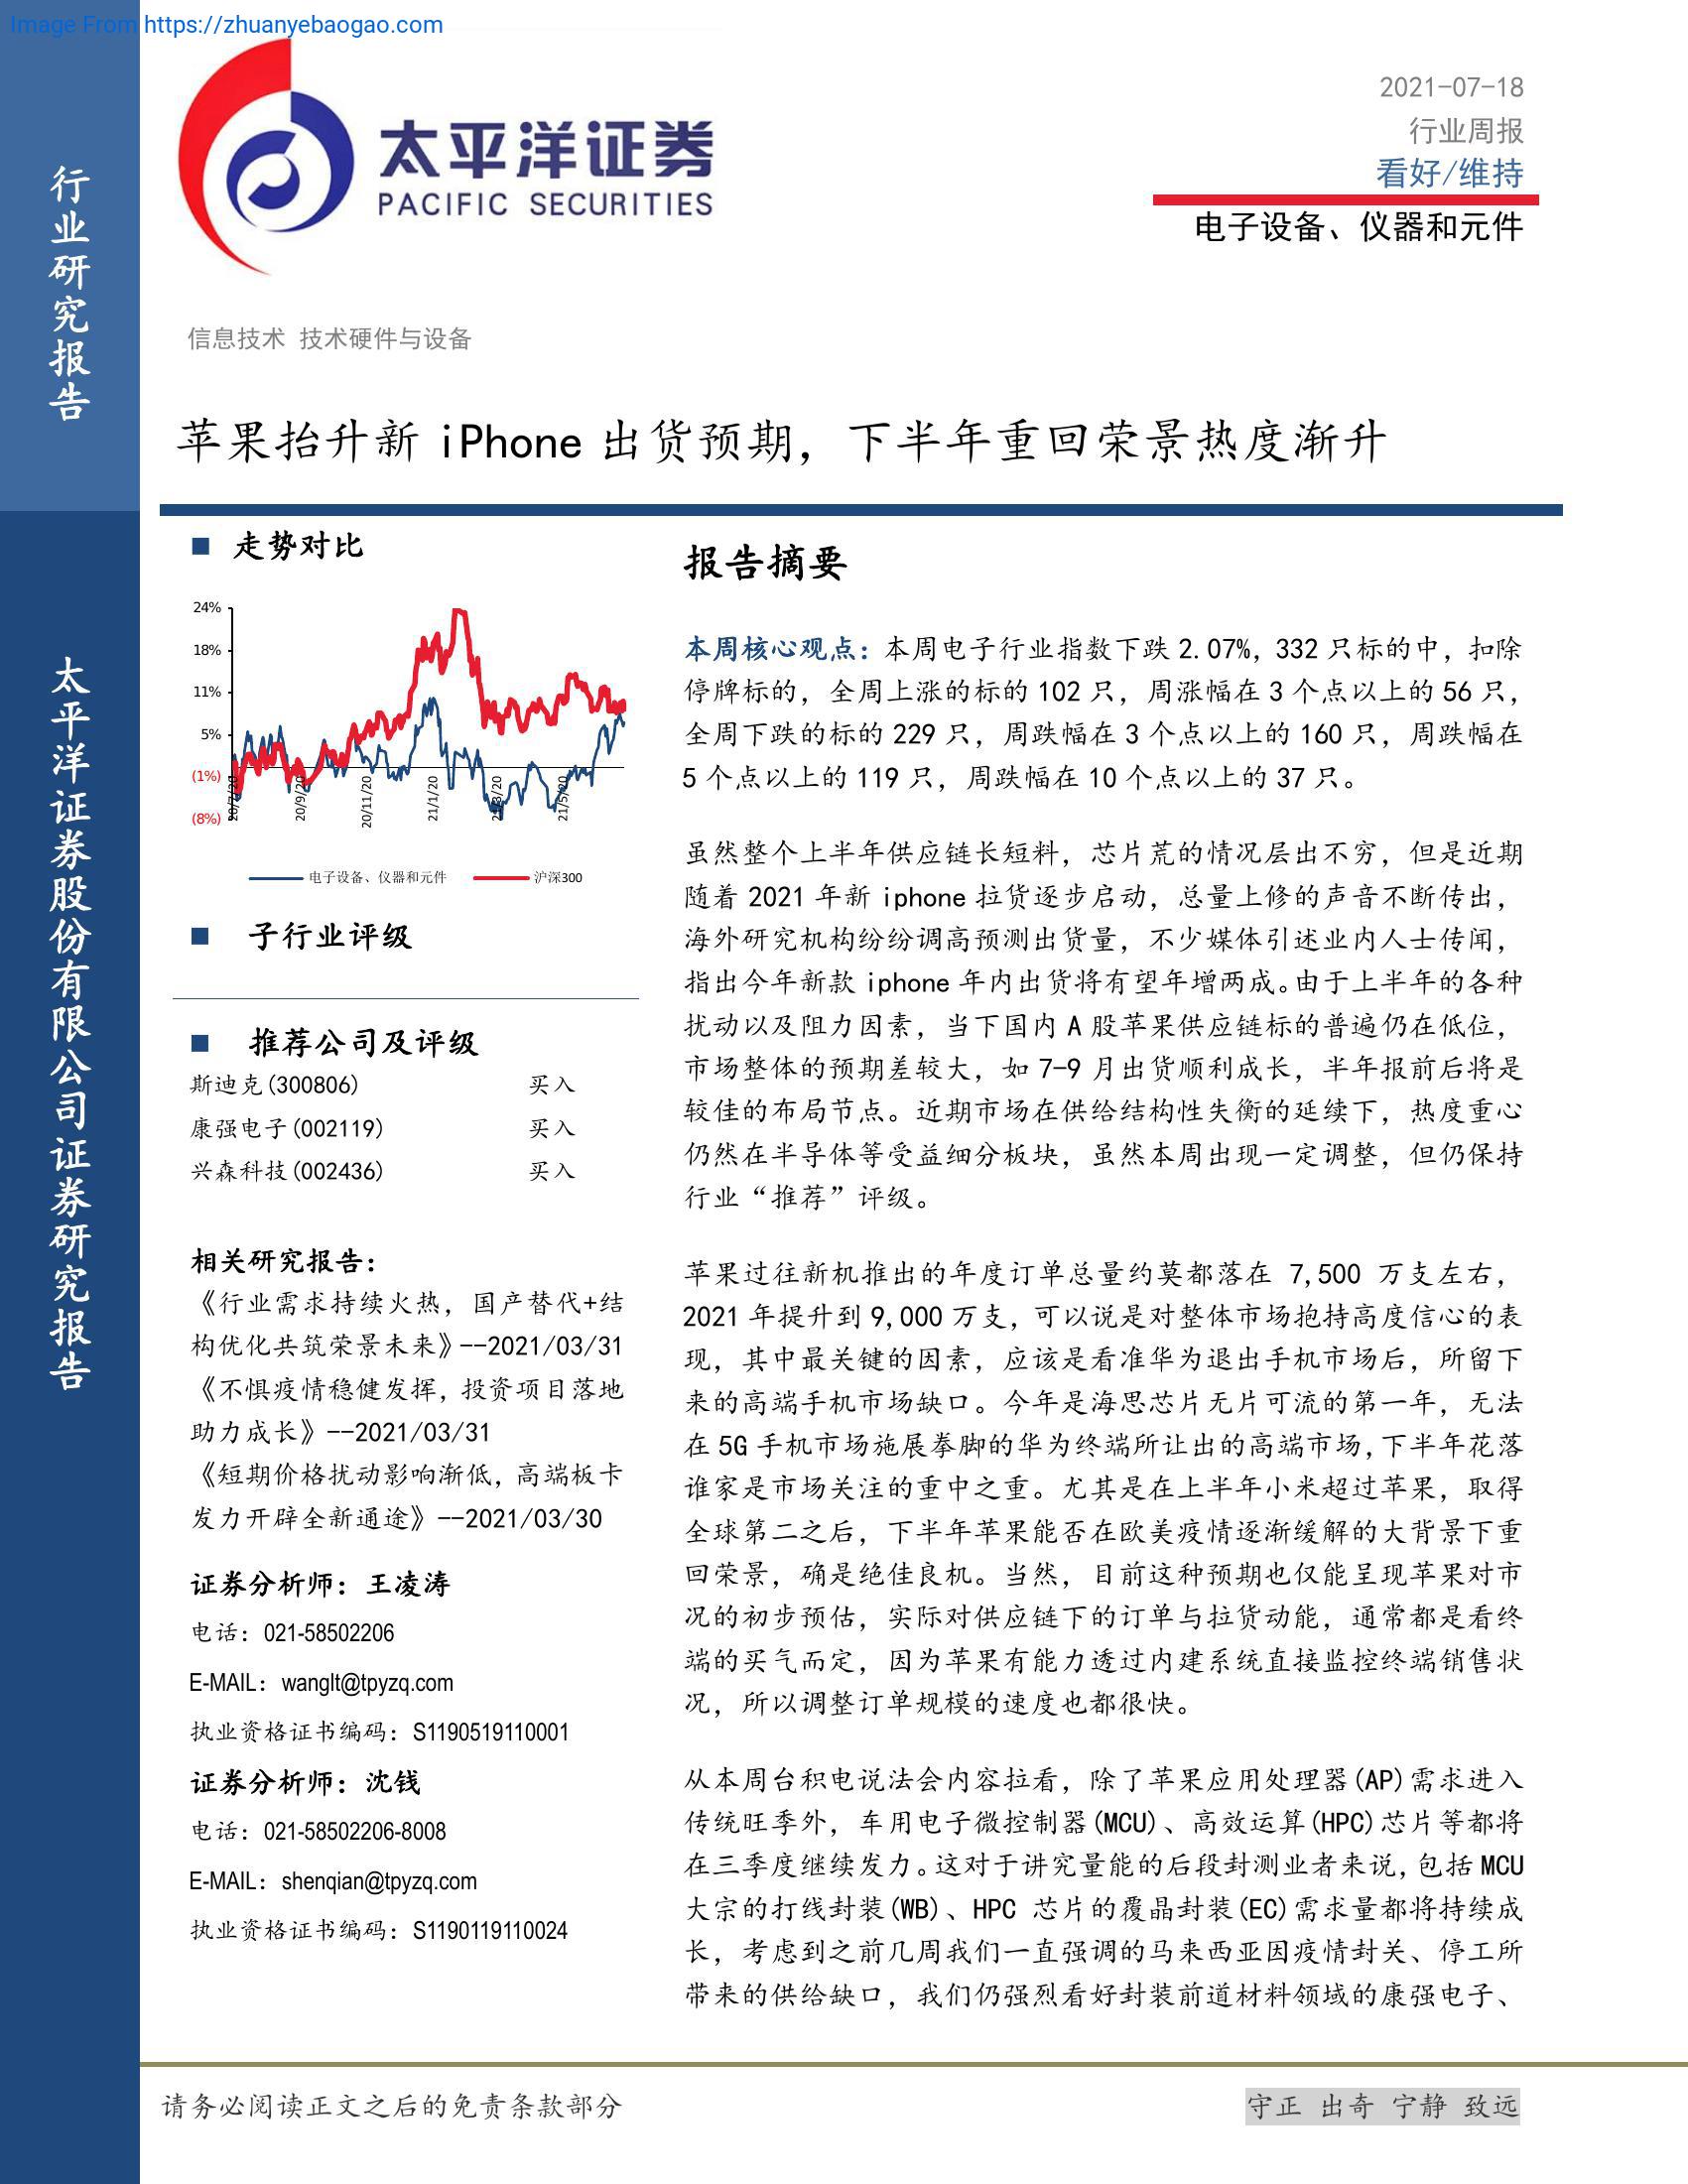 Image From https://zhuanyebaogao.com
行业研究报告
太平洋证券股份有限公司证券研究报告
太平洋证券
PACIFIC SECURITIES
2021-07-18
行业周报
看好/维持
电子设备、仪器和元件
信息技术 技术硬件与设备
苹果抬升新 iPhone 出货预期，下半年重回荣景热度渐升
走势对比
24%
18%
11%
5%
(1%)
(8%)
20/7/20
20/9/20
20/11/20
21/1/20
21/3/20
21/5/20
电子设备、仪器和元件 沪深300
子行业评级
推荐公司及评级
斯迪克(300806) 买入
康强电子(002119) 买入
兴森科技(002436) 买入
相关研究报告：
《行业需求持续火热，国产替代+结
构优化共筑荣景未来》--2021/03/31
《不惧疫情稳健发挥，投资项目落地
助力成长》--2021/03/31
《短期价格扰动影响渐低，高端板卡
发力开辟全新通途》--2021/03/30
证券分析师：王凌涛
电话：021-58502206
E-MAIL：wanglt@tpyzq.com
执业资格证书编码：S1190519110001
证券分析师：沈钱
电话：021-58502206-8008
E-MAIL：shenqian@tpyzq.com
执业资格证书编码：S1190119110024
报告摘要
本周核心观点：本周电子行业指数下跌 2.07%，332 只标的中，扣除
停牌标的，全周上涨的标的 102 只，周涨幅在 3 个点以上的 56 只，
全周下跌的标的 229 只，周跌幅在 3 个点以上的 160 只，周跌幅在
5 个点以上的 119 只，周跌幅在 10 个点以上的 37 只。
虽然整个上半年供应链长短料，芯片荒的情况层出不穷，但是近期
随着 2021 年新 iphone 拉货逐步启动，总量上修的声音不断传出，
海外研究机构纷纷调高预测出货量，不少媒体引述业内人士传闻，
指出今年新款 iphone 年内出货将有望年增两成。由于上半年的各种
扰动以及阻力因素，当下国内 A 股苹果供应链标的普遍仍在低位，
市场整体的预期差较大，如 7-9 月出货顺利成长，半年报前后将是
较佳的布局节点。近期市场在供给结构性失衡的延续下，热度重心
仍然在半导体等受益细分板块，虽然本周出现一定调整，但仍保持
行业“推荐”评级。
苹果过往新机推出的年度订单总量约莫都落在 7,500 万支左右，
2021 年提升到 9,000 万支，可以说是对整体市场抱持高度信心的表
现，其中最关键的因素，应该是看准华为退出手机市场后，所留下
来的高端手机市场缺口。今年是海思芯片无片可流的第一年，无法
在 5G 手机市场施展拳脚的华为终端所让出的高端市场，下半年花落
谁家是市场关注的重中之重。尤其是在上半年小米超过苹果，取得
全球第二之后，下半年苹果能否在欧美疫情逐渐缓解的大背景下重
回荣景，确是绝佳良机。当然，目前这种预期也仅能呈现苹果对市
况的初步预估，实际对供应链下的订单与拉货动能，通常都是看终
端的买气而定，因为苹果有能力透过内建系统直接监控终端销售状
况，所以调整订单规模的速度也都很快。
从本周台积电说法会内容拉看，除了苹果应用处理器(AP)需求进入
传统旺季外，车用电子微控制器(MCU)、高效运算(HPC)芯片等都将
在三季度继续发力。这对于讲究量能的后段封测业者来说，包括 MCU
大宗的打线封装(WB)、HPC 芯片的覆晶封装(EC)需求量都将持续成
长，考虑到之前几周我们一直强调的马来西亚因疫情封关、停工所
带来的供给缺口，我们仍强烈看好封装前道材料领域的康强电子、
请务必阅读正文之后的免责条款部分
守正 出奇 宁静 致远